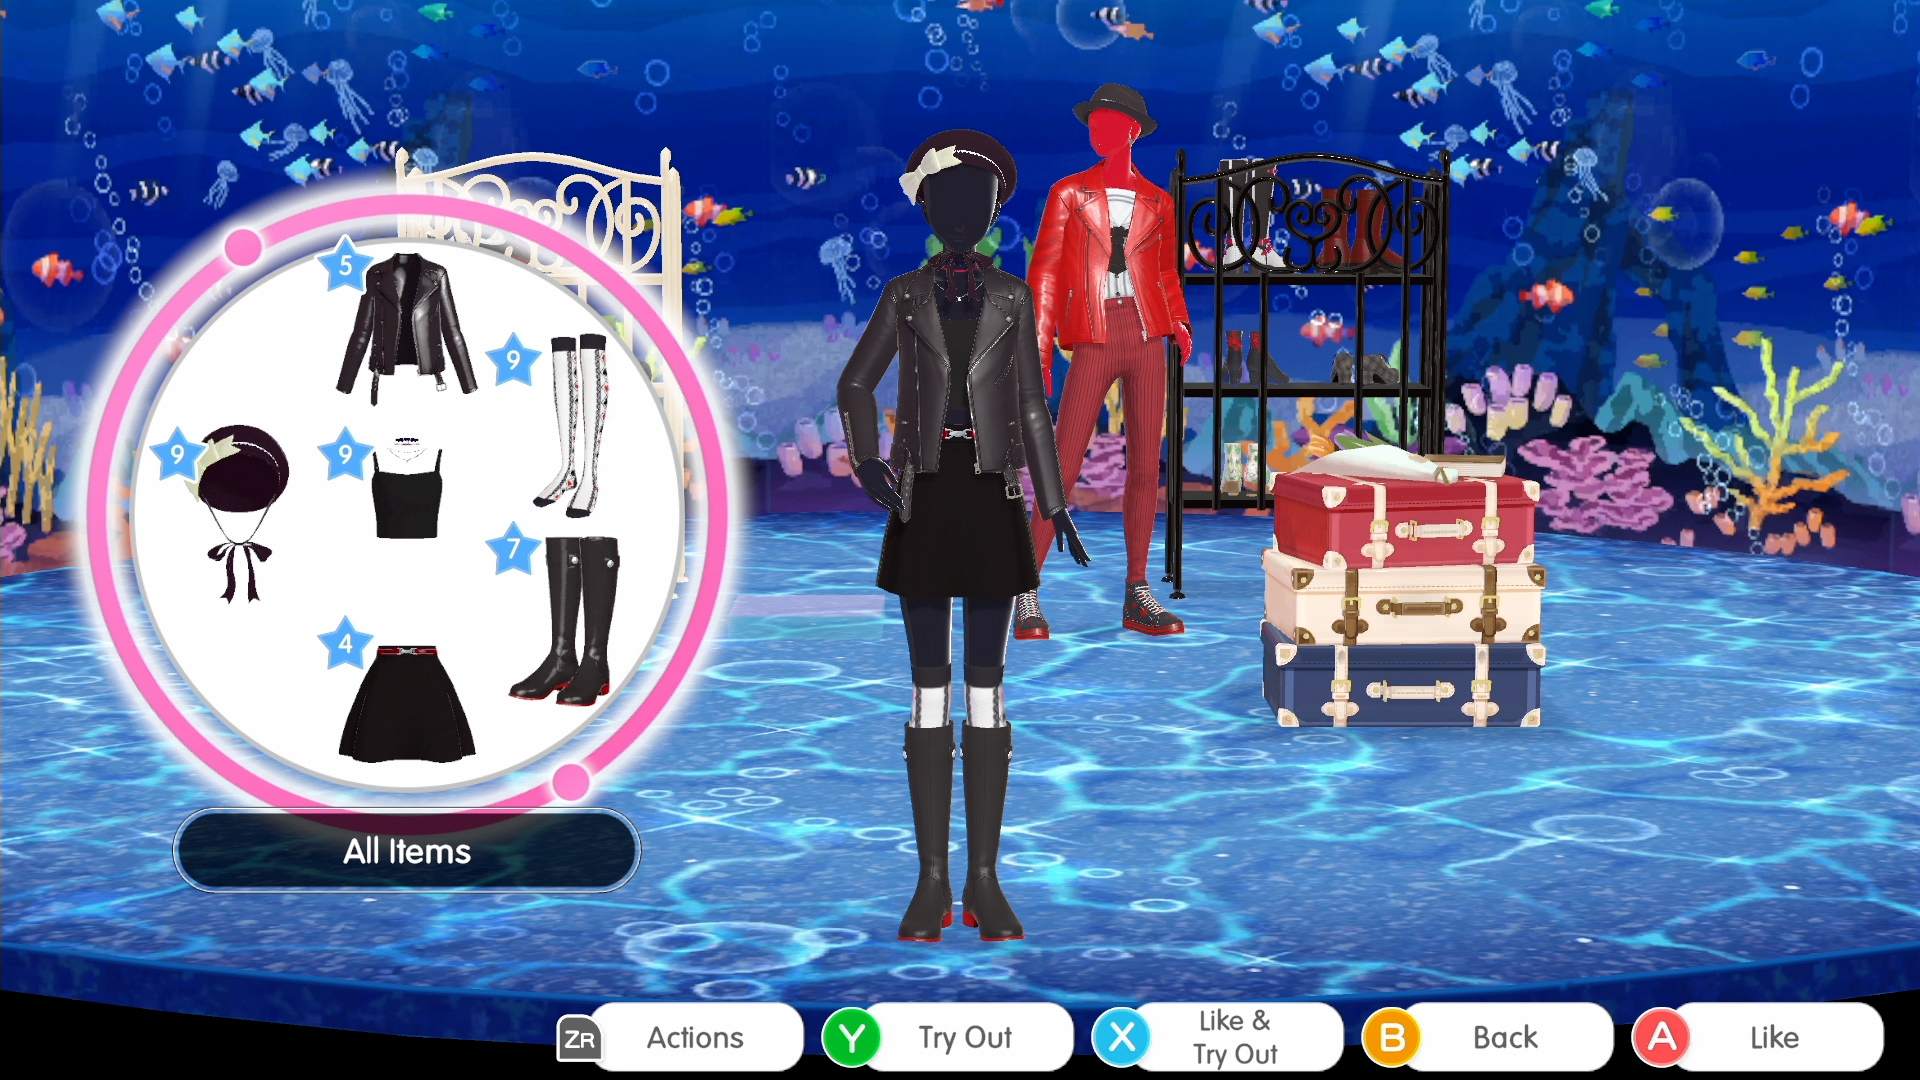 5
9
9
9
7
4
All Items
ZR Actions
Y Try Out
X Like &
Try Out
B Back
A Like